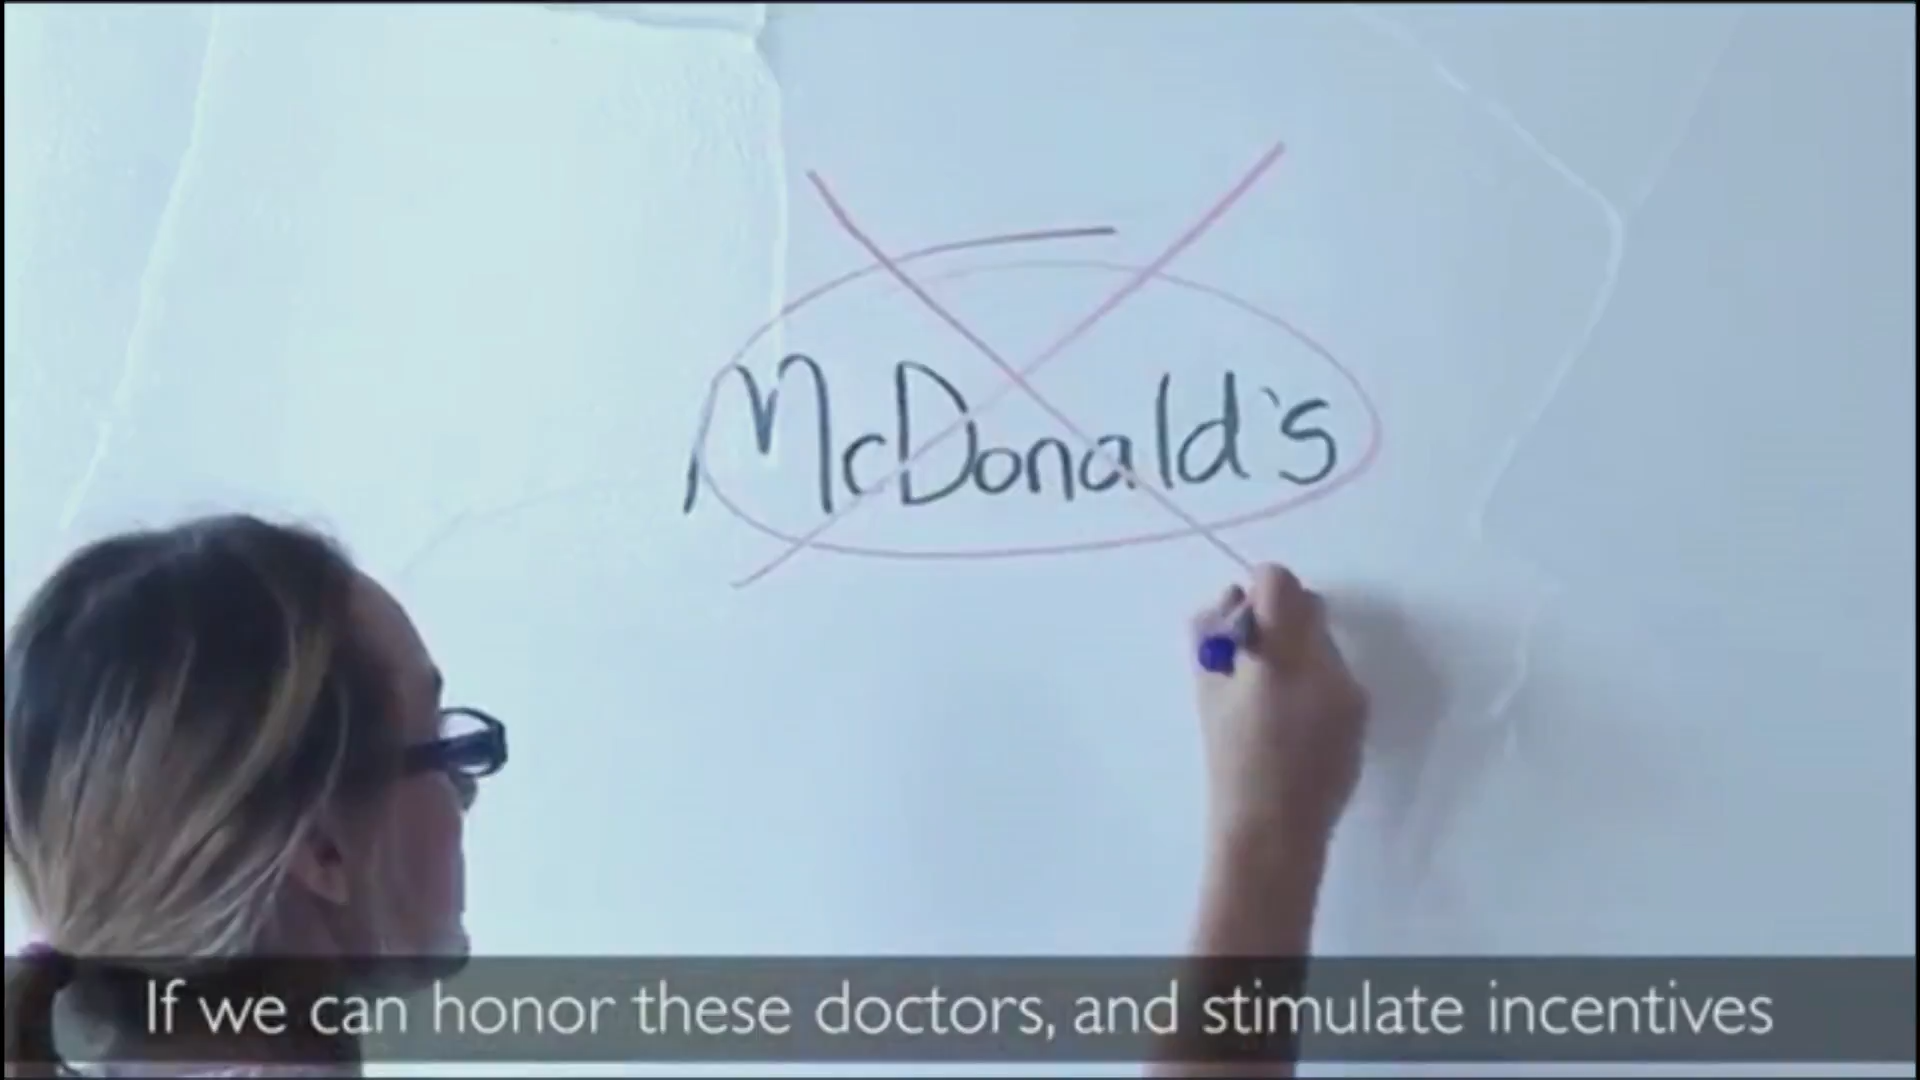 McDonald's
If we can honor these doctors, and stimulate incentives